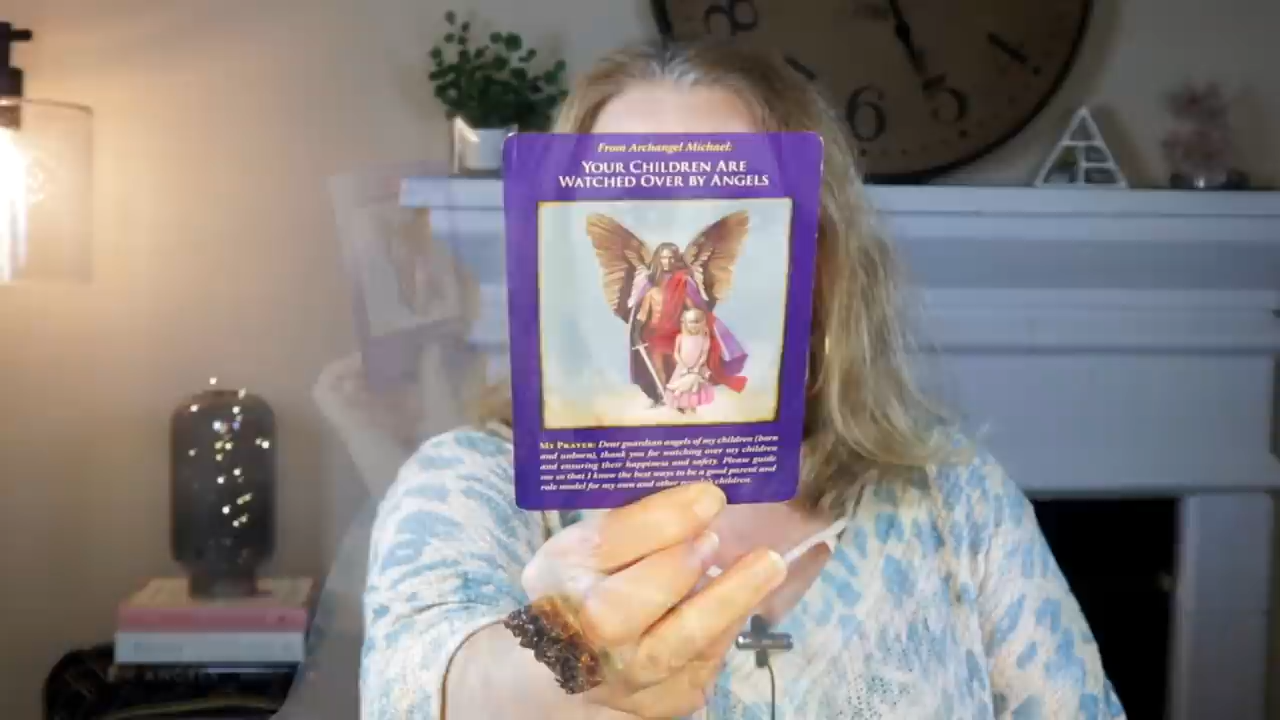 From Archangel Michael:
YOUR CHILDREN ARE
WATCHED OVER BY ANGELS
MY PRAYER: Dear guardian angels of my children (born
and unborn), thank you for watching over my children
and ensuring their happiness and safety. Please guide
me so that I know the best ways to be a good parent and
role model for my own and other people's children.
6
5